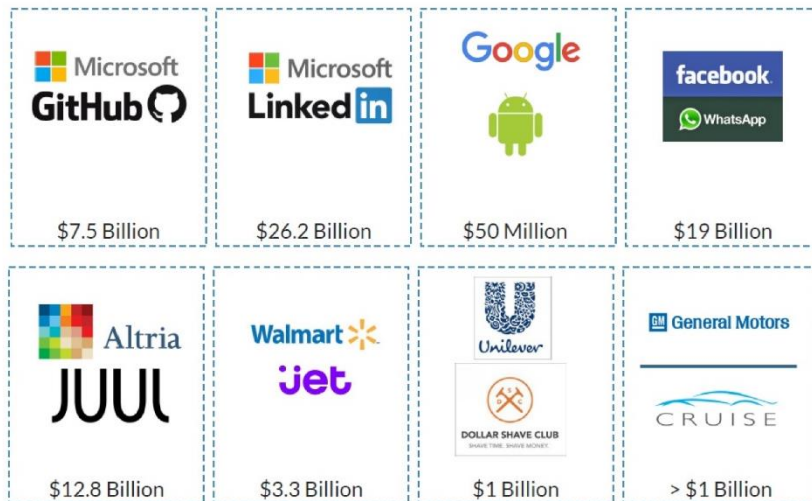 Microsoft
GitHub
$7.5 Billion
Microsoft
Linked in
$26.2 Billion
Google
$50 Million
facebook
WhatsApp
$19 Billion
Altria
JUUL
$12.8 Billion
Walmart
jet
$3.3 Billion
Unilever
D S C
DOLLAR SHAVE CLUB
SHAVE TIME. SHAVE MONEY.
$1 Billion
GM General Motors
CRUISE
> $1 Billion